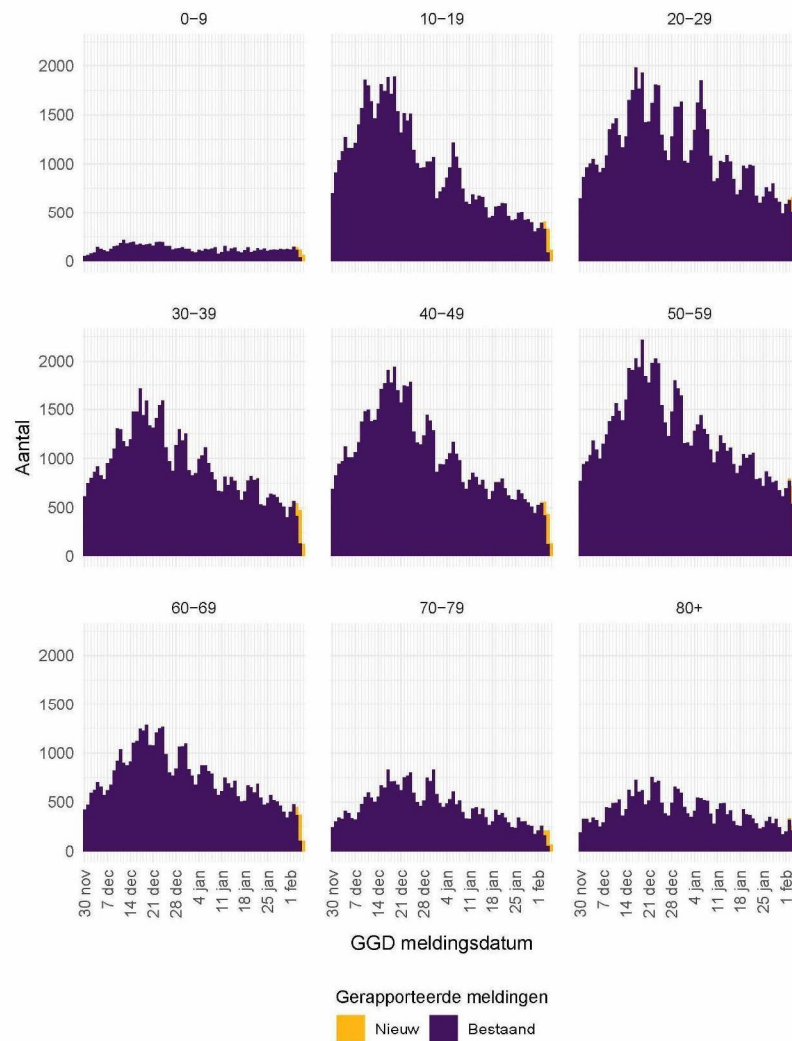 0−9 10−19 20−29
2000
1500
1000
500
0
30−39 40−49 50−59
2000
1500
1000
500
0
Aantal
60−69 70−79 80+
2000
1500
1000
500
0
30 nov 7 dec 14 dec 21 dec 28 dec 4 jan 11 jan 18 jan 25 jan 1 feb
30 nov 7 dec 14 dec 21 dec 28 dec 4 jan 11 jan 18 jan 25 jan 1 feb
30 nov 7 dec 14 dec 21 dec 28 dec 4 jan 11 jan 18 jan 25 jan 1 feb
GGD meldingsdatum
Gerapporteerde meldingen
Nieuw Bestaand